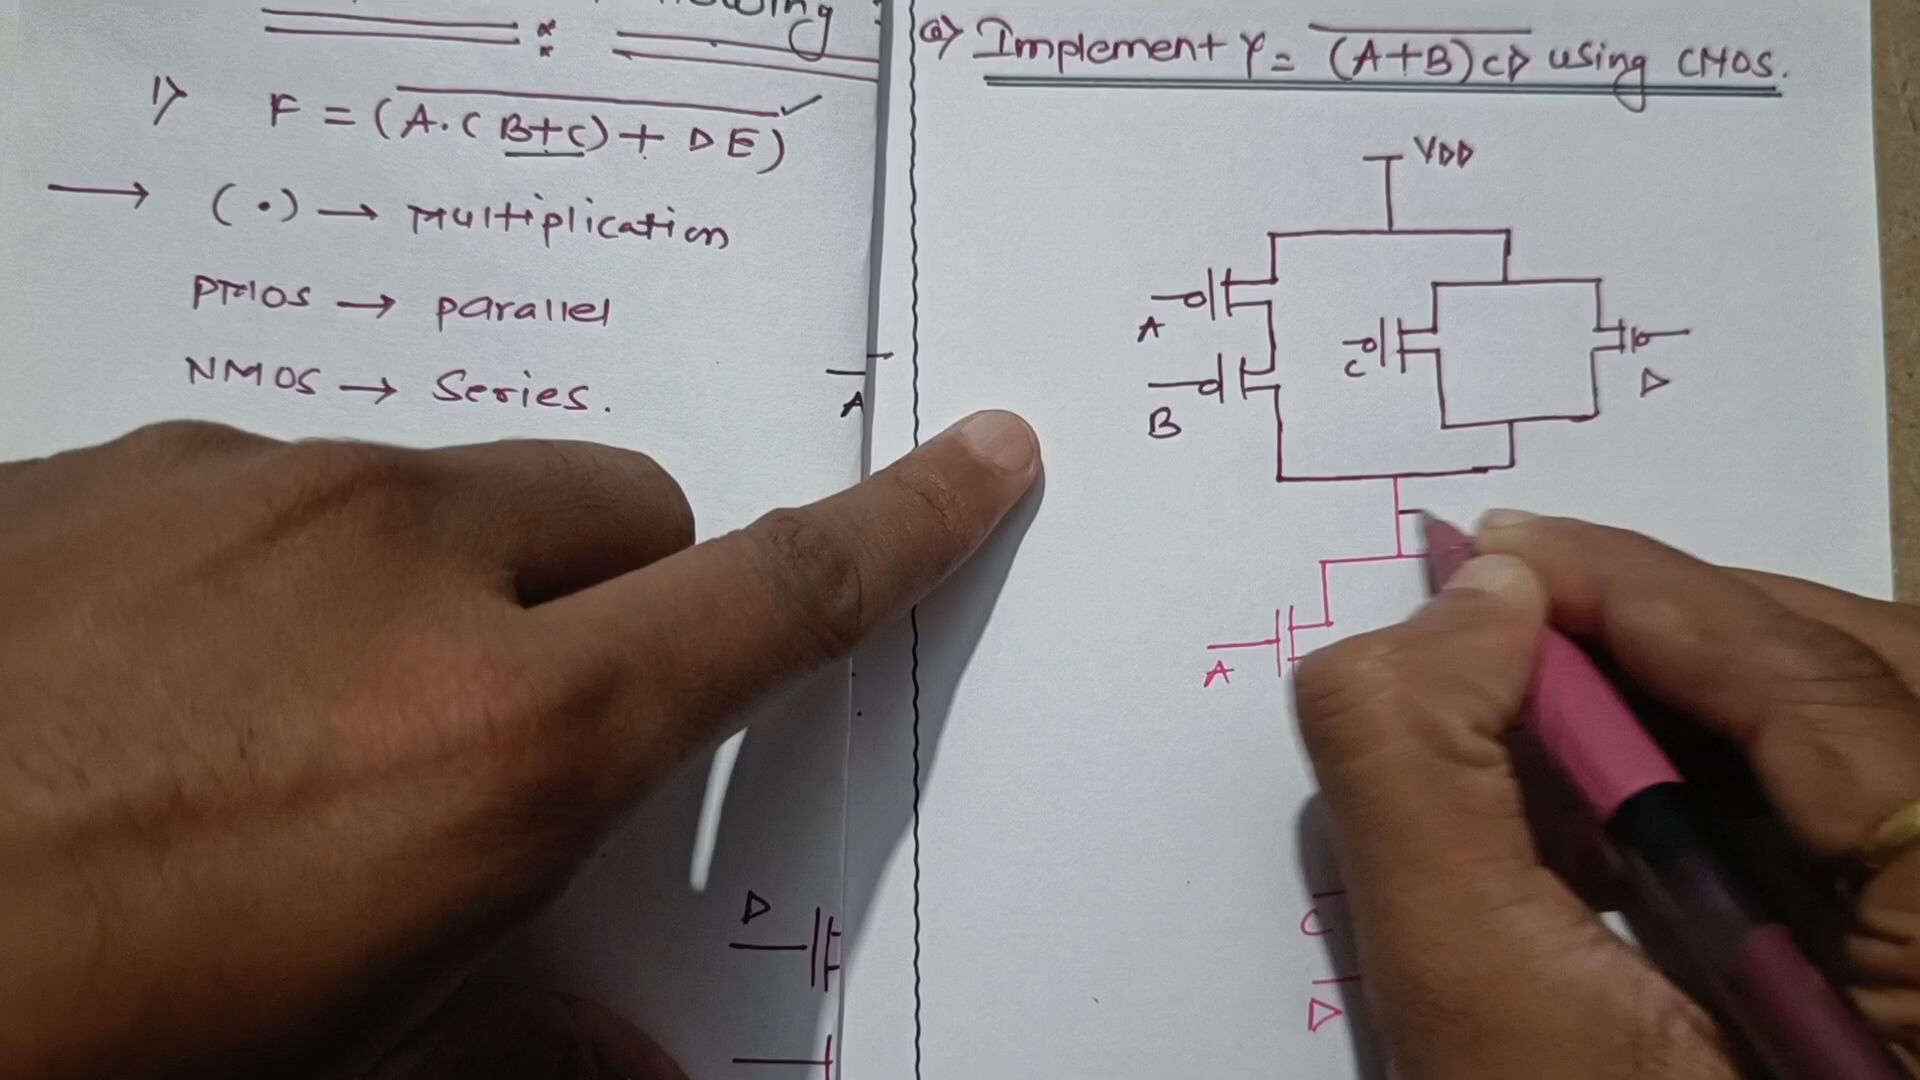 1) F = (A.(B+C) + DE)
(.) → Multiplication
PMOS → parallel
NMOS → Series.
A
D
Q) Implement Y = (A+B)CD using CMOS.
VDD
A
B
C
D
A
C
D